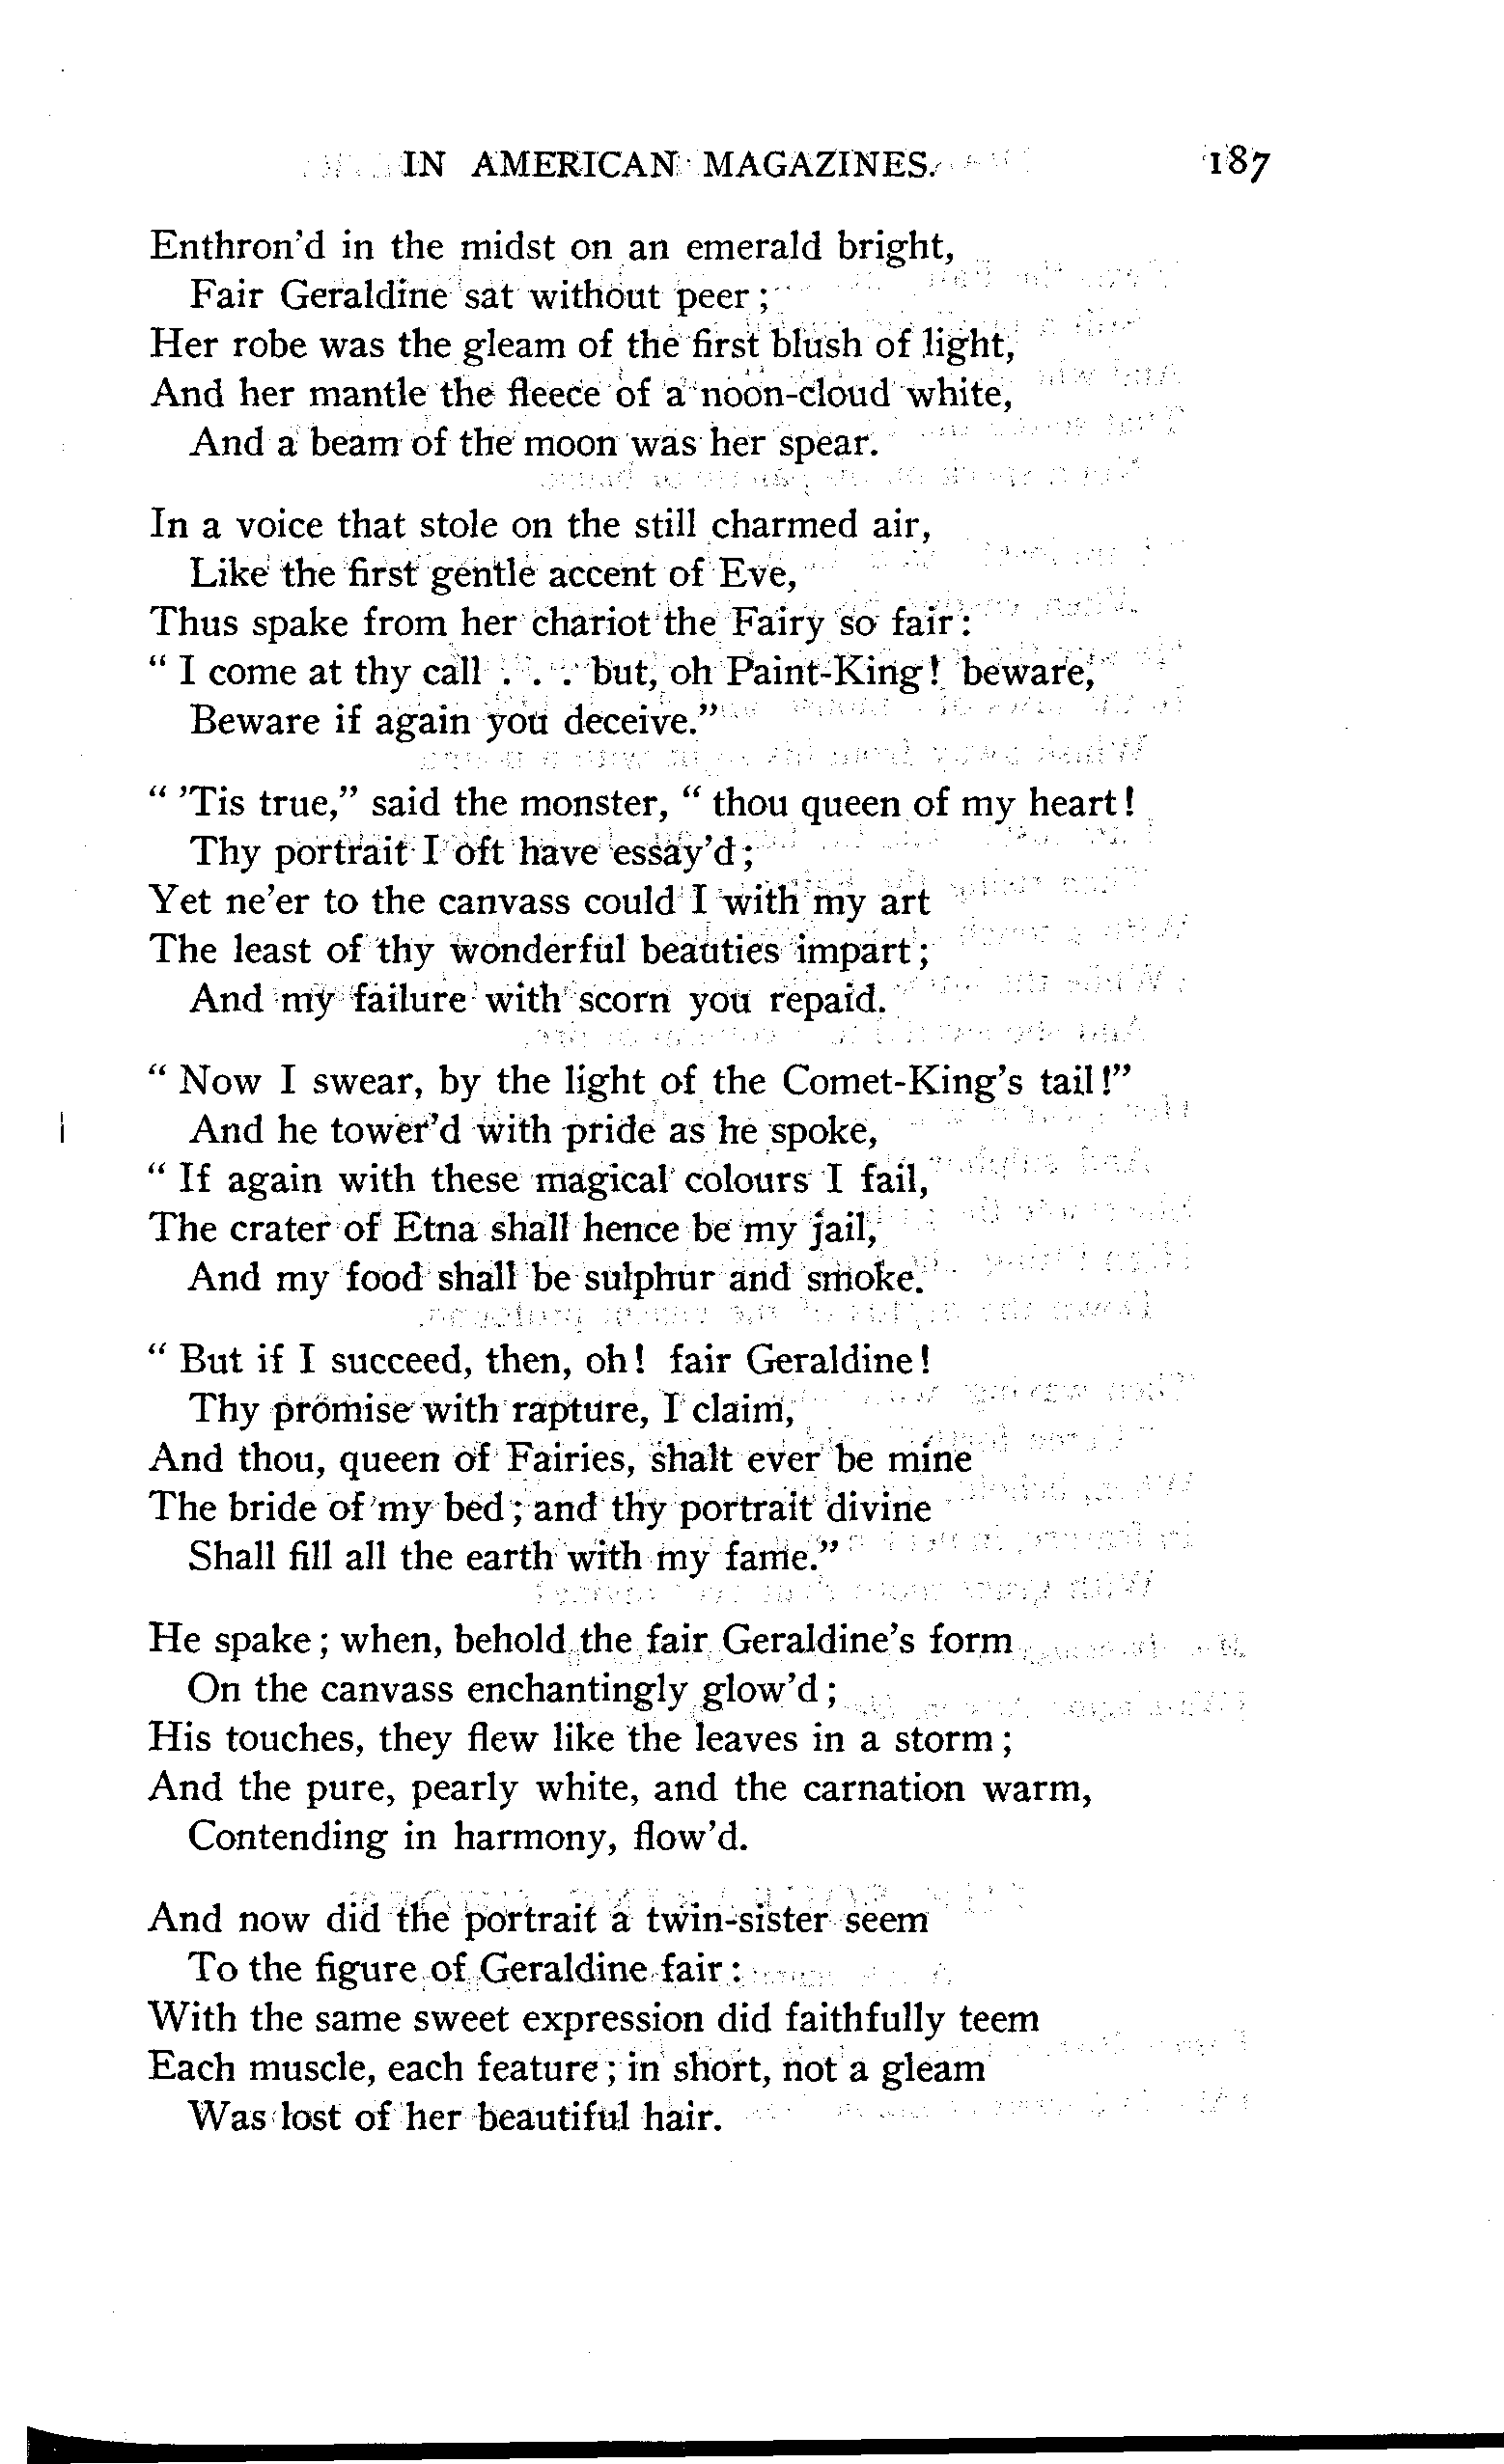 IN AMERICAN MAGAZINES. 187
Enthron'd in the midst on an emerald bright,
Fair Geraldine sat without peer;
Her robe was the gleam of the first blush of light,
And her mantle the fleece of a noon-cloud white,
And a beam of the moon was her spear.
In a voice that stole on the still charmed air,
Like the first gentle accent of Eve,
Thus spake from her chariot the Fairy so fair:
" I come at thy call . . . but, oh Paint-King! beware,
Beware if again you deceive."
" 'Tis true," said the monster, " thou queen of my heart!
Thy portrait I oft have essay'd;
Yet ne'er to the canvass could I with my art
The least of thy wonderful beauties impart;
And my failure with scorn you repaid.
" Now I swear, by the light of the Comet-King's tail!"
And he tower'd with pride as he spoke,
" If again with these magical colours I fail,
The crater of Etna shall hence be my jail,
And my food shall be sulphur and smoke.
" But if I succeed, then, oh! fair Geraldine!
Thy promise with rapture, I claim,
And thou, queen of Fairies, shalt ever be mine
The bride of my bed; and thy portrait divine
Shall fill all the earth with my fame."
He spake; when, behold the fair Geraldine's form
On the canvass enchantingly glow'd;
His touches, they flew like the leaves in a storm;
And the pure, pearly white, and the carnation warm,
Contending in harmony, flow'd.
And now did the portrait a twin-sister seem
To the figure of Geraldine fair:
With the same sweet expression did faithfully teem
Each muscle, each feature; in short, not a gleam
Was lost of her beautiful hair.